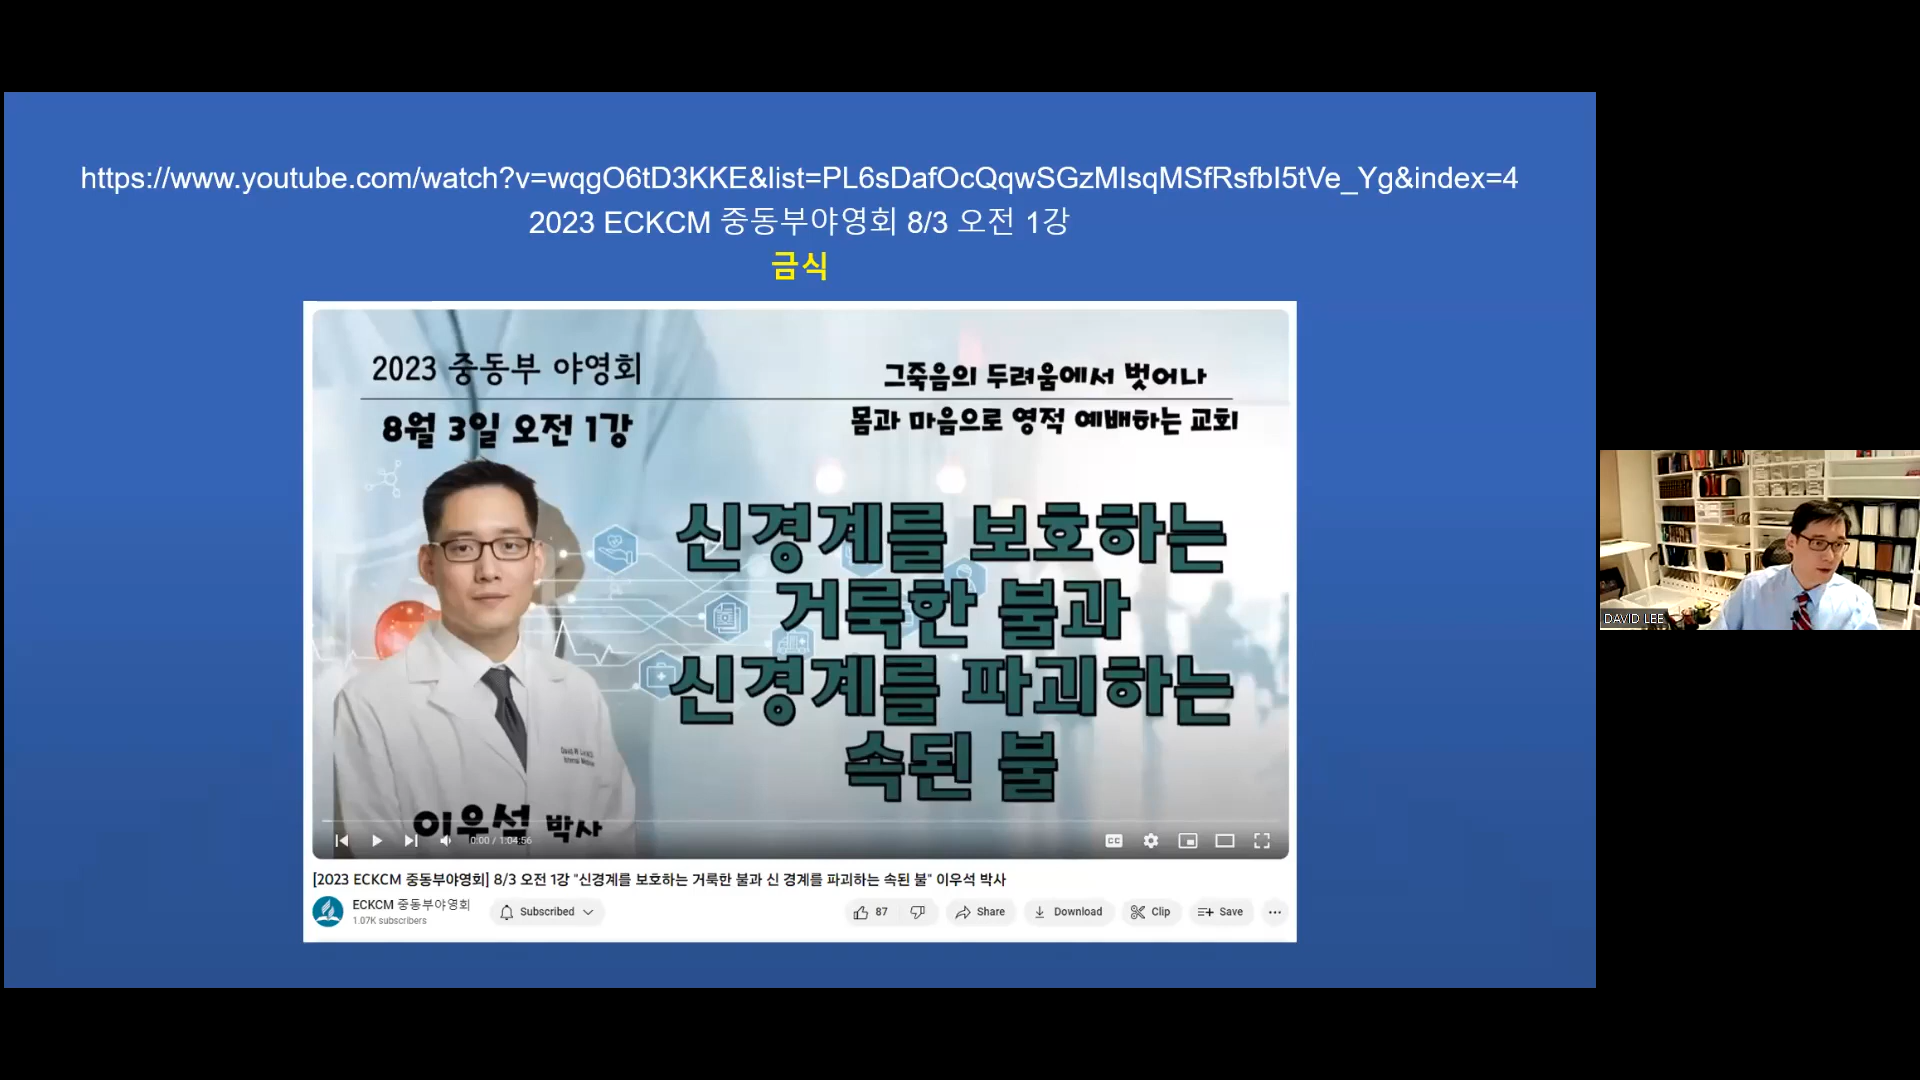 https://www.youtube.com/watch?v=wqgO6tD3KKE&list=PL6sDafOcQqwSGzMIsqMSfRsfbI5tVe_Yg&index=4
2023 ECKCM 중동부야영회 8/3 오전 1강
금식
2023 중동부 야영회
8월 3일 오전 1강
그죽음의 두려움에서 벗어나
몸과 마음으로 영적 예배하는 교회
신경계를 보호하는
거룩한 불과
신경계를 파괴하는
속된 불
이우석 박사
0:00 / 1:04:56
CC
[2023 ECKCM 중동부야영회] 8/3 오전 1강 "신경계를 보호하는 거룩한 불과 신 경계를 파괴하는 속된 불" 이우석 박사
ECKCM 중동부야영회
1.07K subscribers
Subscribed
87
Share
Download
Clip
Save
DAVID LEE